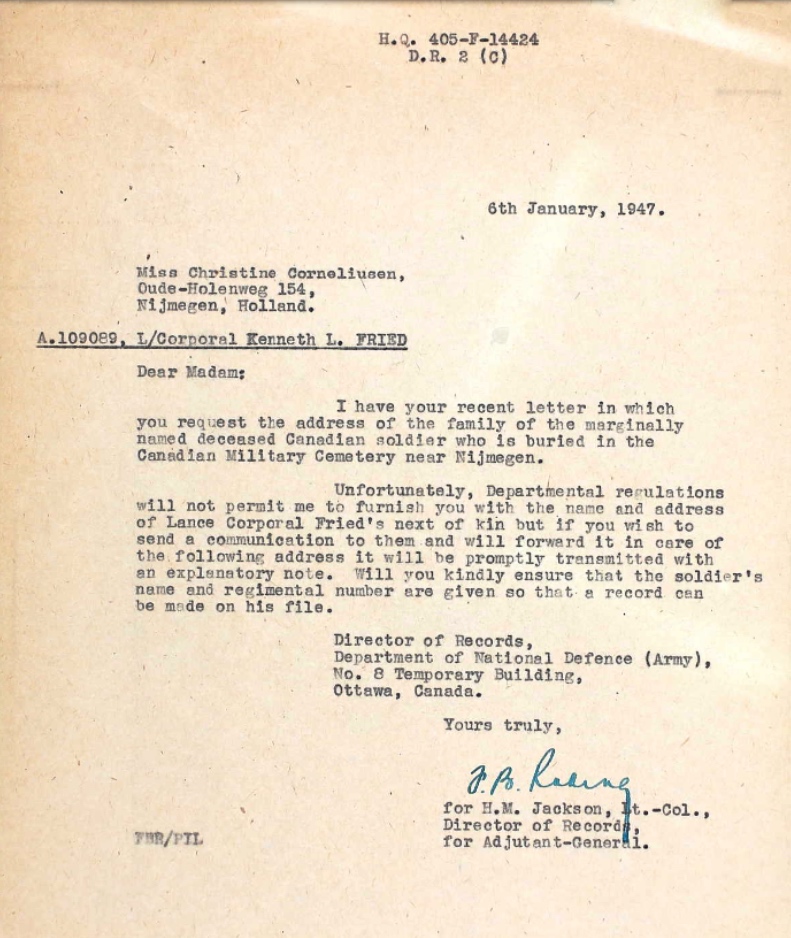 H.Q. 405-F-14424
D.R. 2 (C)
6th January, 1947.
Miss Christine Corneliusen,
Oude-Holenweg 154,
Nijmegen, Holland.
A.109089, L/Corporal Kenneth L. FRIED
Dear Madam:
I have your recent letter in which
you request the address of the family of the marginally
named deceased Canadian soldier who is buried in the
Canadian Military Cemetery near Nijmegen.
Unfortunately, Departmental regulations
will not permit me to furnish you with the name and address
of Lance Corporal Fried's next of kin but if you wish to
send a communication to them and will forward it in care of
the following address it will be promptly transmitted with
an explanatory note. Will you kindly ensure that the soldier's
name and regimental number are given so that a record can
be made on his file.
Director of Records,
Department of National Defence (Army),
No. 8 Temporary Building,
Ottawa, Canada.
Yours truly,
F.B.
for H.M. Jackson, Lt.-Col.,
Director of Records,
FBR/PIL
for Adjutant-General.